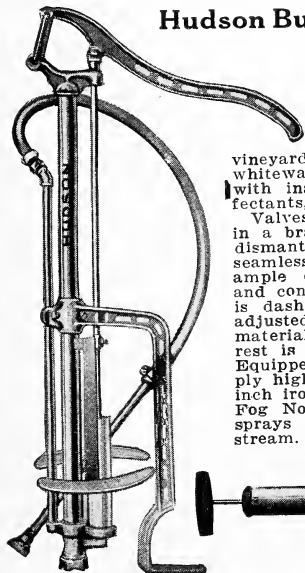 Hudson Bu
HUDSON
vineyard
whitewa
with ins
fectants,
Valves
in a bra
dismant
seamless
ample c
and con
is dash
adjusted
material
rest is
Equippe
ply high
inch iro
Fog No
sprays
stream.